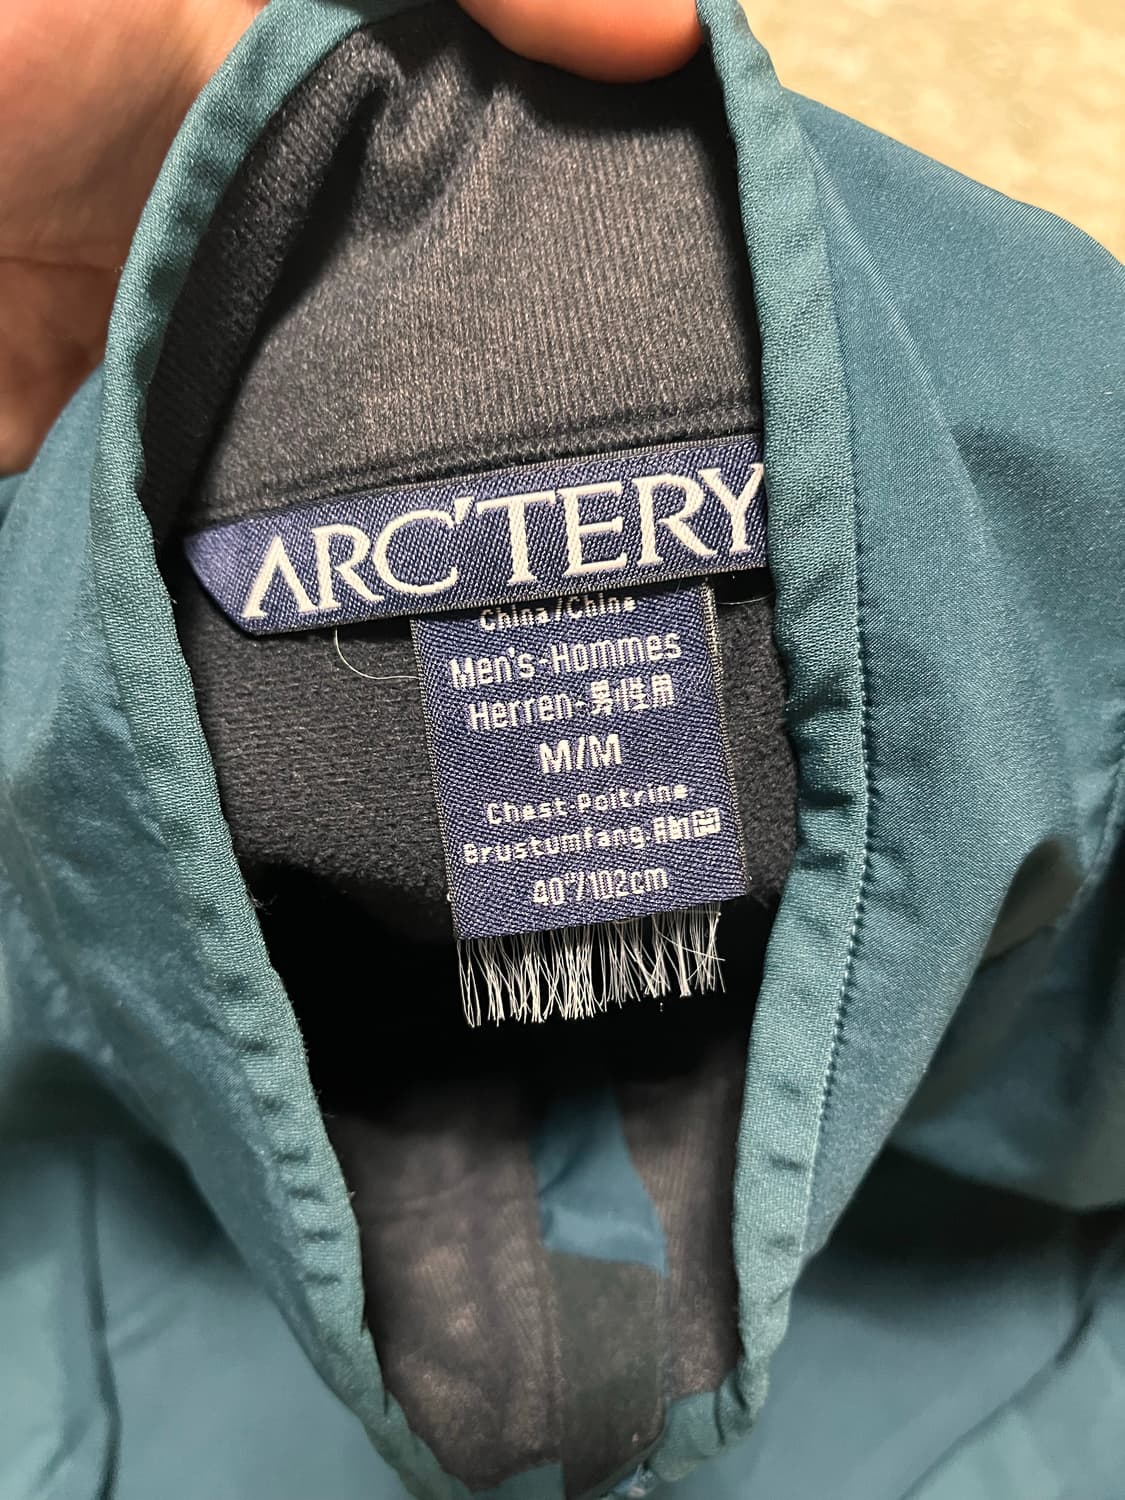 ARC'TERY
China/Chine
Men's-Hommes
Herren-男性用
M/M
Chest-Poitrine
Brustumfang-胸囲
40"/102cm